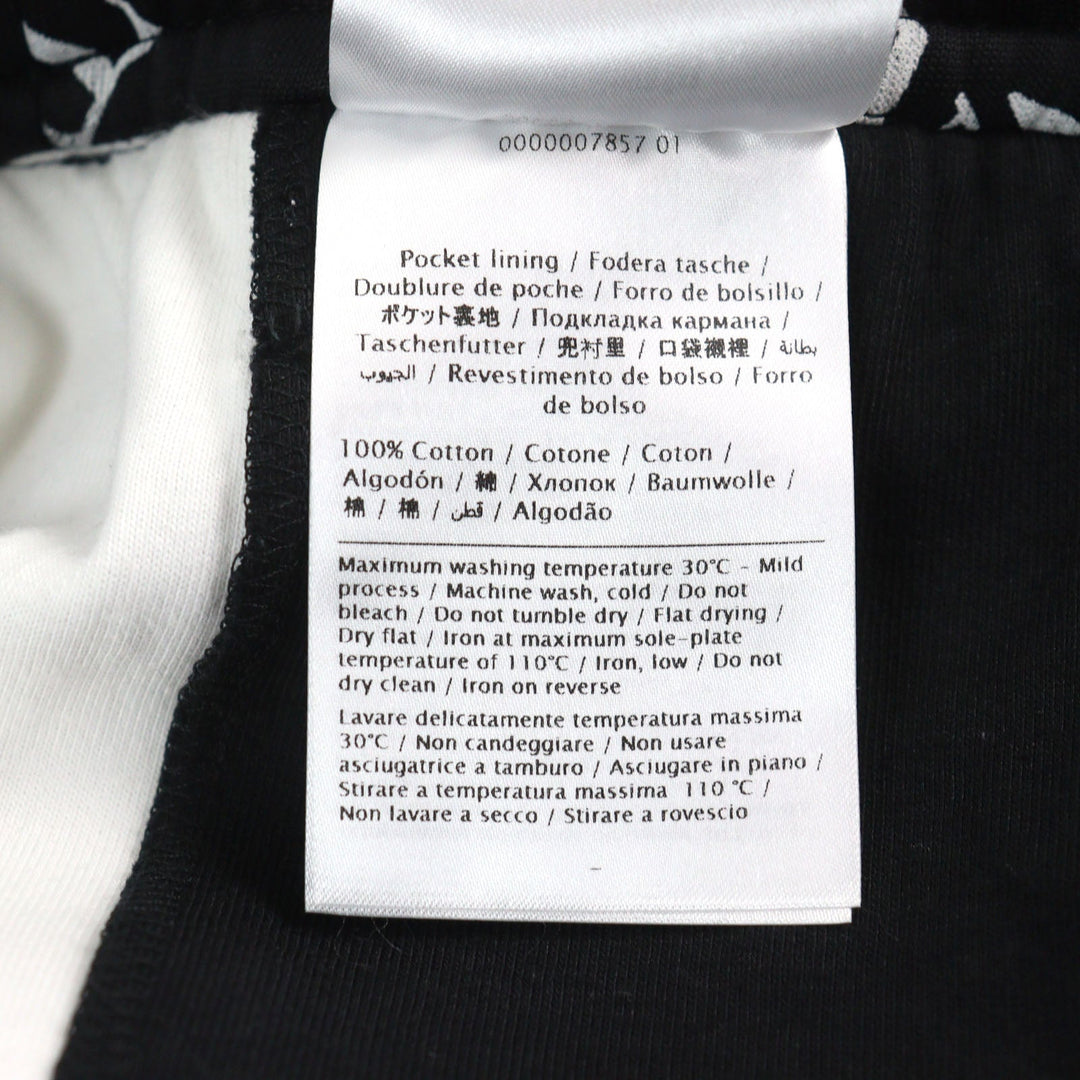 0000007857 01
Pocket lining / Fodera tasche /
Doublure de poche / Forro de bolsillo /
ポケット裏地 / Подкладка кармана /
Taschenfutter / 兜衬里 / 口袋襯裡 / بطانة
الجيوب / Revestimento de bolso / Forro
de bolso
100% Cotton / Cotone / Coton /
Algodón / 綿 / Хлопок / Baumwolle /
棉 / 棉 / قطن / Algodão
Maximum washing temperature 30°C - Mild
process / Machine wash, cold / Do not
bleach / Do not tumble dry / Flat drying /
Dry flat / Iron at maximum sole-plate
temperature of 110°C / Iron, low / Do not
dry clean / Iron on reverse
Lavare delicatamente temperatura massima
30°C / Non candeggiare / Non usare
asciugatrice a tamburo / Asciugare in piano /
Stirare a temperatura massima 110 °C /
Non lavare a secco / Stirare a rovescio
-